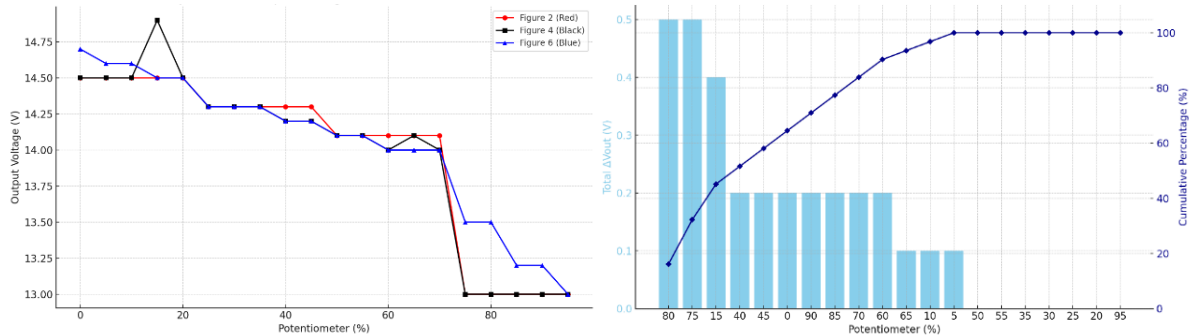 Figure 2 (Red)
Figure 4 (Black)
Figure 6 (Blue)
Output Voltage (V)
14.75
14.50
14.25
14.00
13.75
13.50
13.25
13.00
0 20 40 60 80
Potentiometer (%)
Total ΔVout (V)
0.5
0.4
0.3
0.2
0.1
0.0
80 75 15 40 45 0 90 85 70 60 65 10 5 50 55 35 30 25 20 95
Potentiometer (%)
100
80
60
40
20
0
Cumulative Percentage (%)